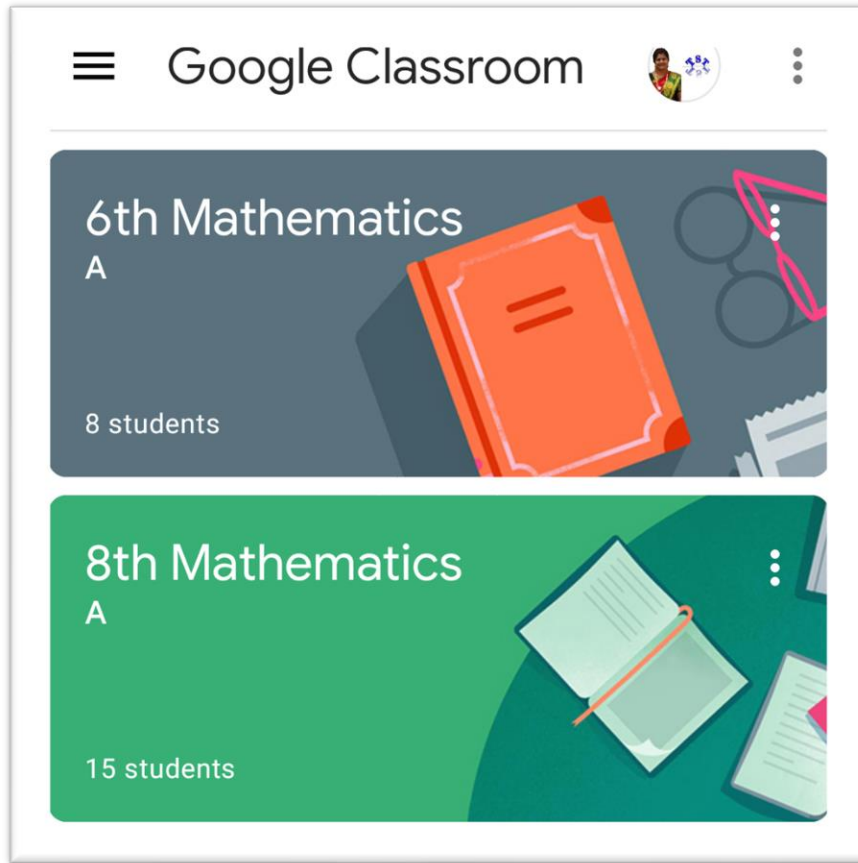 Google Classroom
6th Mathematics
A
8 students
8th Mathematics
A
15 students